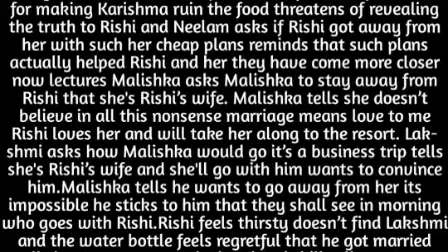 for making Karishma ruin the food threatens of revealing
the truth to Rishi and Neelam asks if Rishi got away from
her with such her cheap plans reminds that such plans
actually helped Rishi and her they have come more closer
now lectures Malishka asks Malishka to stay away from
Rishi that she's Rishi's wife. Malishka tells she doesn't
believe in all this nonsense marriage means love to me
Rishi loves her and will take her along to the resort. Lak-
shmi asks how Malishka would go it's a business trip tells
she's Rishi's wife and she'll go with him wants to convince
him.Malishka tells he wants to go away from her its
impossible he sticks to him that they shall see in morning
who goes with Rishi.Rishi feels thirsty doesn't find Lakshmi
and the water bottle feels regretful that he got married